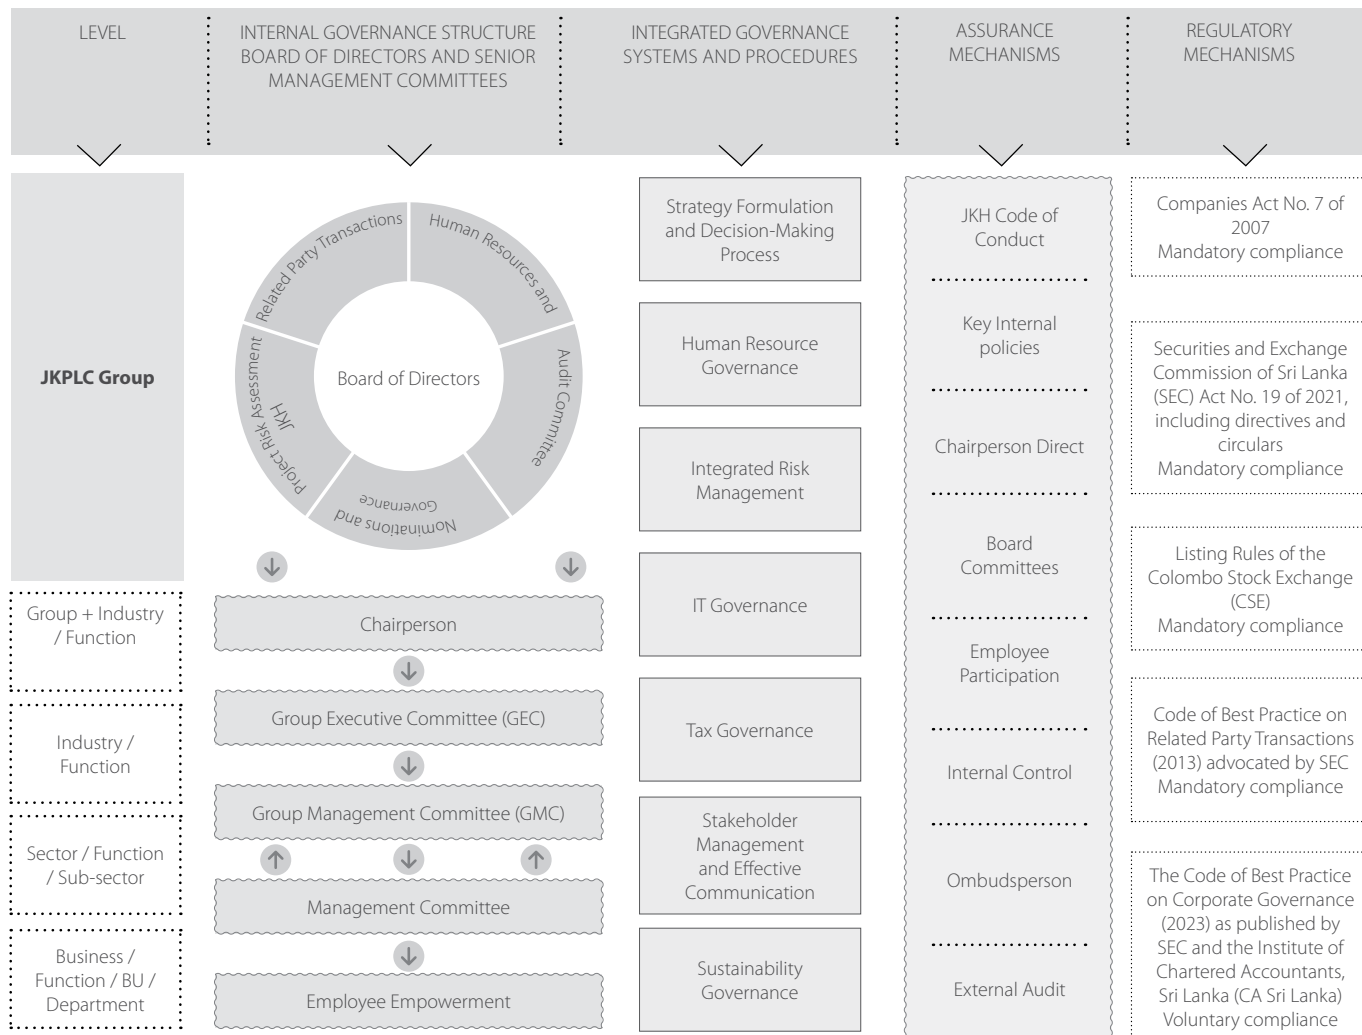 LEVEL
INTERNAL GOVERNANCE STRUCTURE
BOARD OF DIRECTORS AND SENIOR
MANAGEMENT COMMITTEES
INTEGRATED GOVERNANCE
SYSTEMS AND PROCEDURES
ASSURANCE
MECHANISMS
REGULATORY
MECHANISMS
JKPLC Group
Group + Industry
/ Function
Industry /
Function
Sector / Function
/ Sub-sector
Business /
Function / BU /
Department
Related Party Transactions
Human Resources and
Audit Committee
Nominations and
Governance
Project Risk Assessment
JKH
Board of Directors
Chairperson
Group Executive Committee (GEC)
Group Management Committee (GMC)
Management Committee
Employee Empowerment
Strategy Formulation
and Decision-Making
Process
Human Resource
Governance
Integrated Risk
Management
IT Governance
Tax Governance
Stakeholder
Management
and Effective
Communication
Sustainability
Governance
JKH Code of
Conduct
Key Internal
policies
Chairperson Direct
Board
Committees
Employee
Participation
Internal Control
Ombudsperson
External Audit
Companies Act No. 7 of
2007
Mandatory compliance
Securities and Exchange
Commission of Sri Lanka
(SEC) Act No. 19 of 2021,
including directives and
circulars
Mandatory compliance
Listing Rules of the
Colombo Stock Exchange
(CSE)
Mandatory compliance
Code of Best Practice on
Related Party Transactions
(2013) advocated by SEC
Mandatory compliance
The Code of Best Practice
on Corporate Governance
(2023) as published by
SEC and the Institute of
Chartered Accountants,
Sri Lanka (CA Sri Lanka)
Voluntary compliance